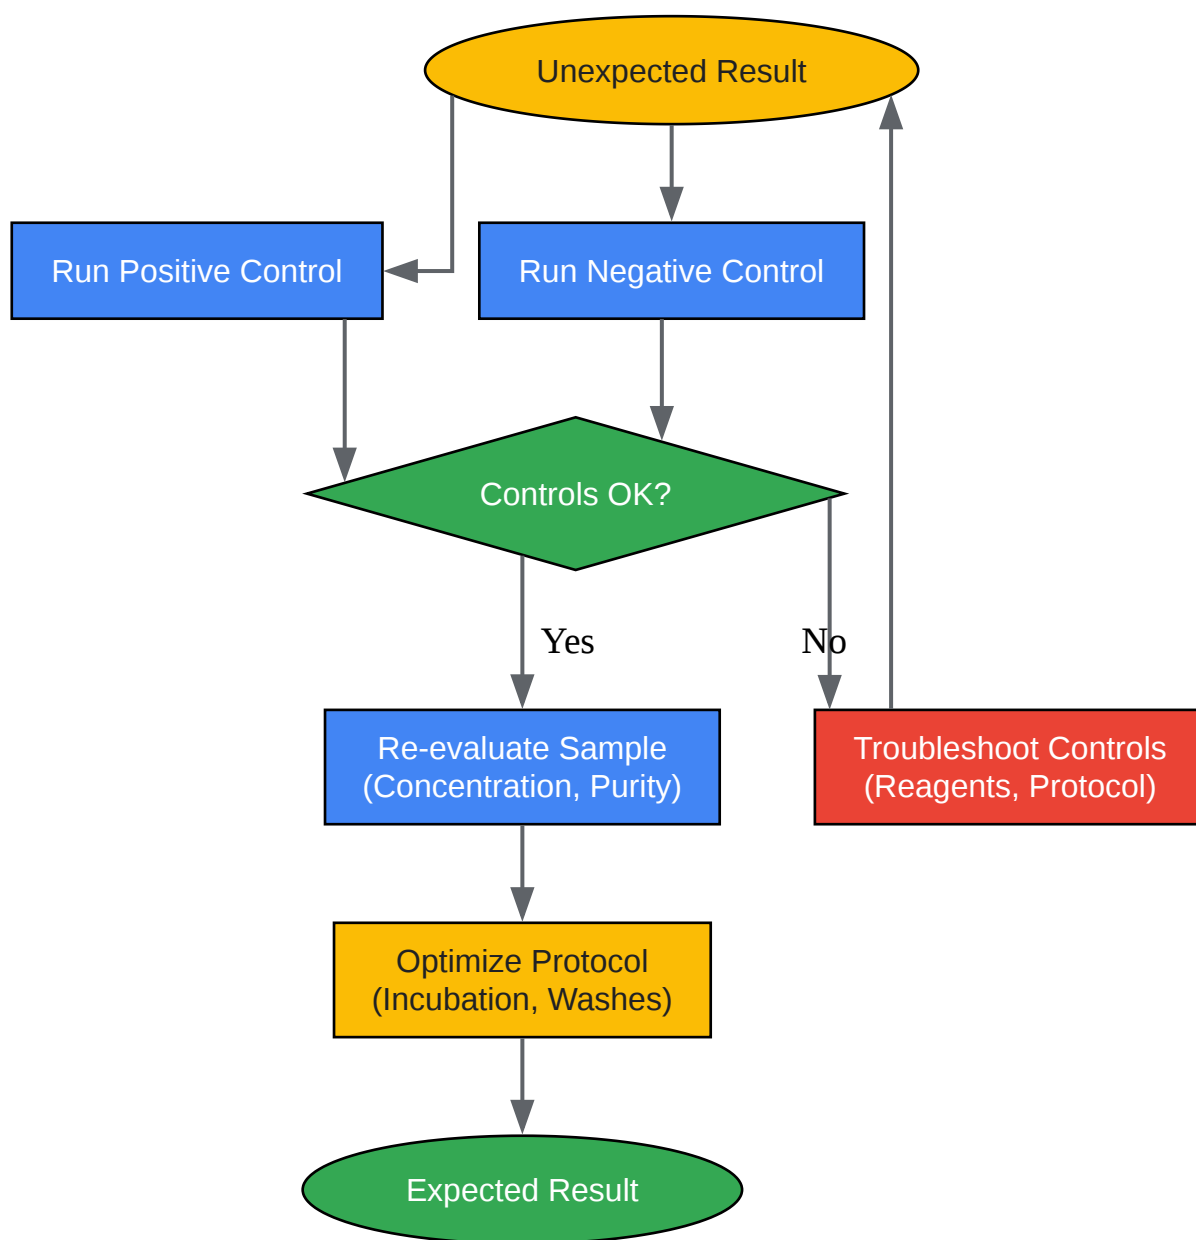 Unexpected Result
Run Positive Control
Run Negative Control
Controls OK?
Yes
No
Re-evaluate Sample
(Concentration, Purity)
Troubleshoot Controls
(Reagents, Protocol)
Optimize Protocol
(Incubation, Washes)
Expected Result